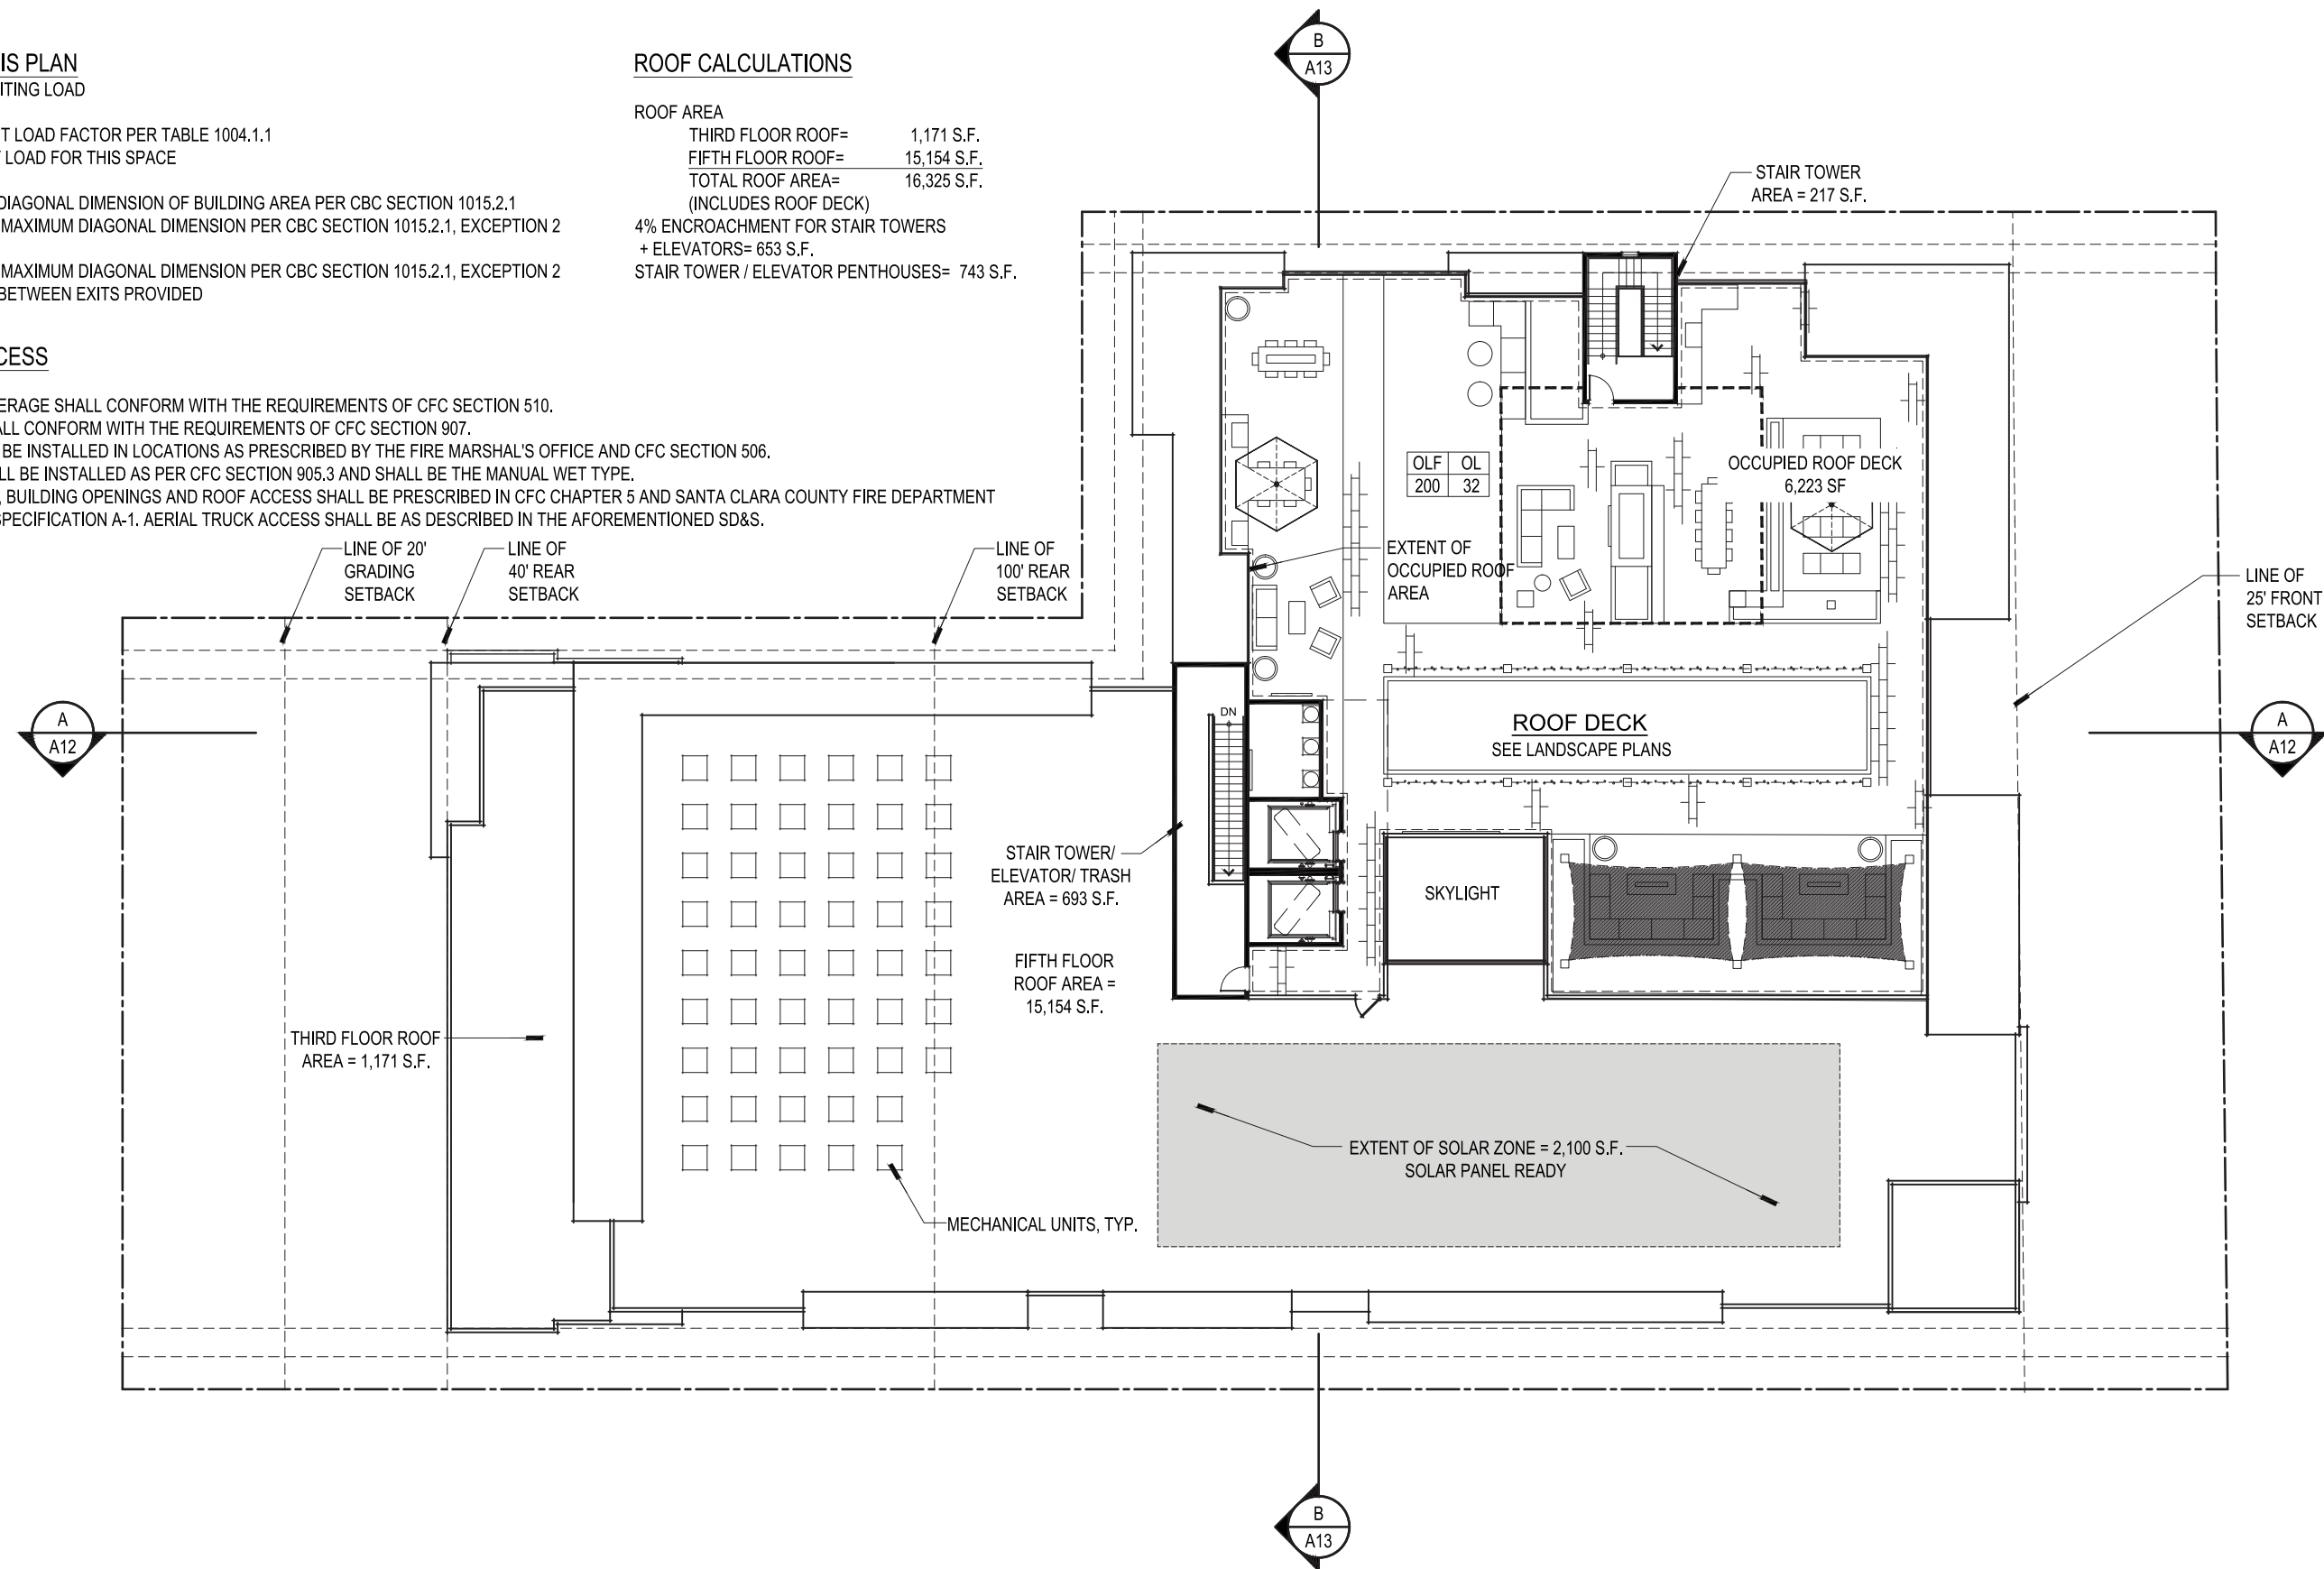 IS PLAN
ITING LOAD
T LOAD FACTOR PER TABLE 1004.1.1
LOAD FOR THIS SPACE
DIAGONAL DIMENSION OF BUILDING AREA PER CBC SECTION 1015.2.1
MAXIMUM DIAGONAL DIMENSION PER CBC SECTION 1015.2.1, EXCEPTION 2
MAXIMUM DIAGONAL DIMENSION PER CBC SECTION 1015.2.1, EXCEPTION 2
BETWEEN EXITS PROVIDED
CESS
ERAGE SHALL CONFORM WITH THE REQUIREMENTS OF CFC SECTION 510.
ALL CONFORM WITH THE REQUIREMENTS OF CFC SECTION 907.
BE INSTALLED IN LOCATIONS AS PRESCRIBED BY THE FIRE MARSHAL'S OFFICE AND CFC SECTION 506.
ALL BE INSTALLED AS PER CFC SECTION 905.3 AND SHALL BE THE MANUAL WET TYPE.
, BUILDING OPENINGS AND ROOF ACCESS SHALL BE PRESCRIBED IN CFC CHAPTER 5 AND SANTA CLARA COUNTY FIRE DEPARTMENT
SPECIFICATION A-1. AERIAL TRUCK ACCESS SHALL BE AS DESCRIBED IN THE AFOREMENTIONED SD&S.
ROOF CALCULATIONS
ROOF AREA
THIRD FLOOR ROOF= 1,171 S.F.
FIFTH FLOOR ROOF= 15,154 S.F.
TOTAL ROOF AREA= 16,325 S.F.
(INCLUDES ROOF DECK)
4% ENCROACHMENT FOR STAIR TOWERS
+ ELEVATORS= 653 S.F.
STAIR TOWER / ELEVATOR PENTHOUSES= 743 S.F.
B
A13
STAIR TOWER
AREA = 217 S.F.
OLF OL
200 32
OCCUPIED ROOF DECK
6,223 SF
EXTENT OF
OCCUPIED ROOF
AREA
LINE OF 20'
GRADING
SETBACK
LINE OF
40' REAR
SETBACK
LINE OF
100' REAR
SETBACK
LINE OF
25' FRONT
SETBACK
A
A12
DN
ROOF DECK
SEE LANDSCAPE PLANS
A
A12
STAIR TOWER/
ELEVATOR/ TRASH
AREA = 693 S.F.
SKYLIGHT
FIFTH FLOOR
ROOF AREA =
15,154 S.F.
THIRD FLOOR ROOF
AREA = 1,171 S.F.
EXTENT OF SOLAR ZONE = 2,100 S.F.
SOLAR PANEL READY
MECHANICAL UNITS, TYP.
B
A13